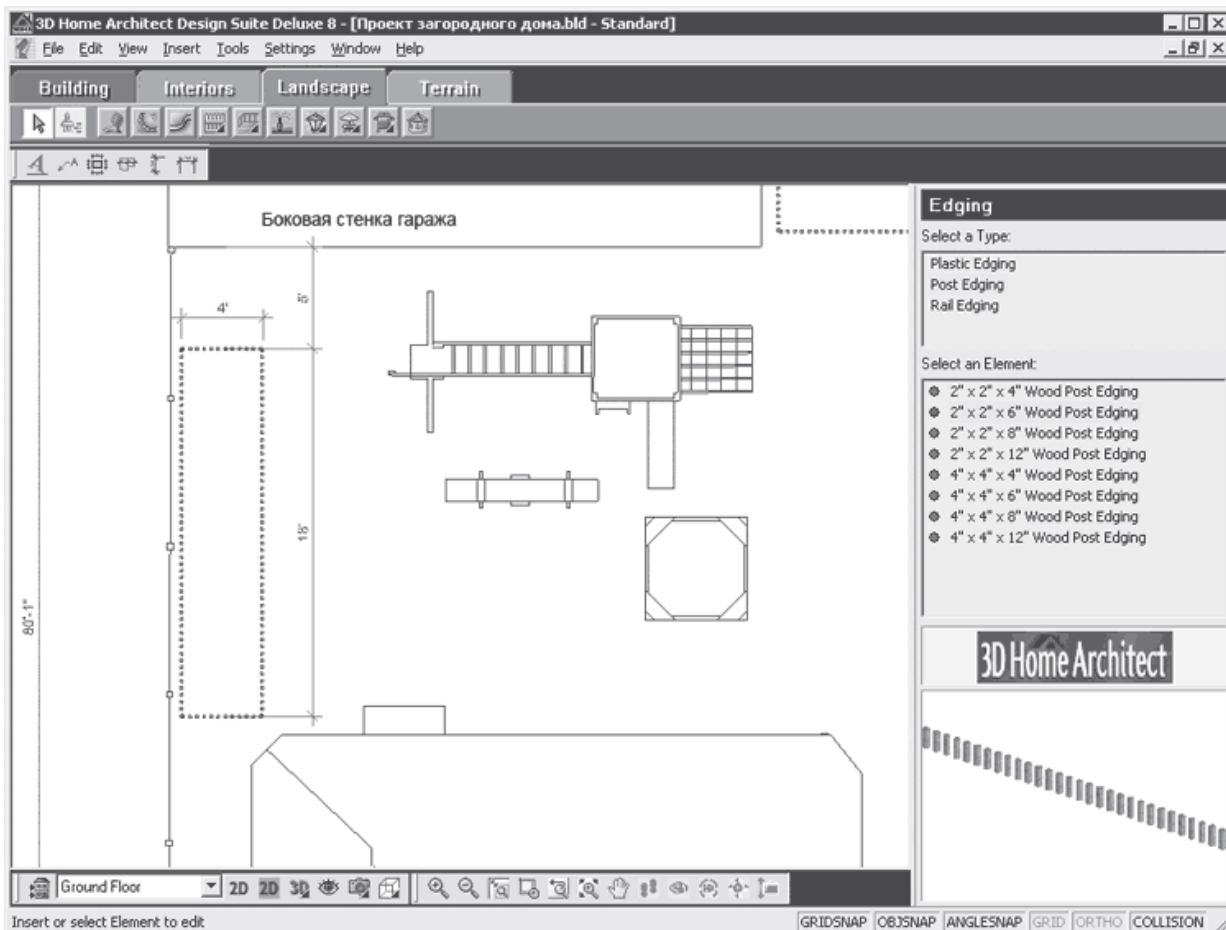 3D Home Architect Design Suite Deluxe 8 - [Проект загородного дома.bld - Standard]
File Edit View Insert Tools Settings Window Help
Building Interiors Landscape Terrain
Боковая стенка гаража
5'
4'
18'
80'-1"
Edging
Select a Type:
Plastic Edging
Post Edging
Rail Edging
Select an Element:
2" x 2" x 4" Wood Post Edging
2" x 2" x 6" Wood Post Edging
2" x 2" x 8" Wood Post Edging
2" x 2" x 12" Wood Post Edging
4" x 4" x 4" Wood Post Edging
4" x 4" x 6" Wood Post Edging
4" x 4" x 8" Wood Post Edging
4" x 4" x 12" Wood Post Edging
3D Home Architect
Ground Floor 2D 2D 3D
Insert or select Element to edit GRIDSNAP OBJSNAP ANGLESNAP GRID ORTHO COLLISION